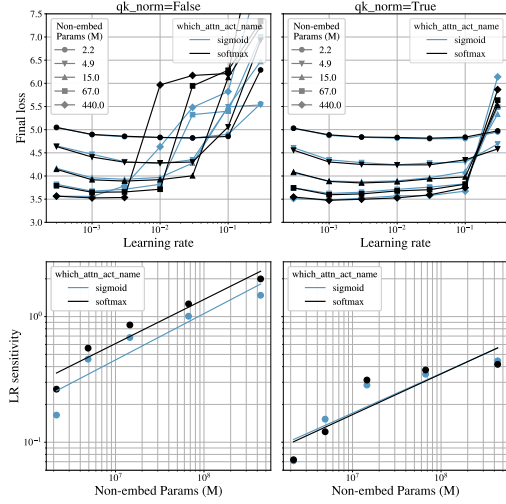 qk_norm=False
qk_norm=True
Non-embed
Params (M)
2.2
4.9
15.0
67.0
440.0
which_attn_act_name
sigmoid
softmax
Non-embed
Params (M)
2.2
4.9
15.0
67.0
440.0
which_attn_act_name
sigmoid
softmax
7.5
7.0
6.5
6.0
5.5
5.0
4.5
4.0
3.5
3.0
Final loss
10⁻³
10⁻²
10⁻¹
Learning rate
10⁻³
10⁻²
10⁻¹
Learning rate
which_attn_act_name
sigmoid
softmax
which_attn_act_name
sigmoid
softmax
10⁰
10⁻¹
LR sensitivity
10⁷
10⁸
Non-embed Params (M)
10⁷
10⁸
Non-embed Params (M)